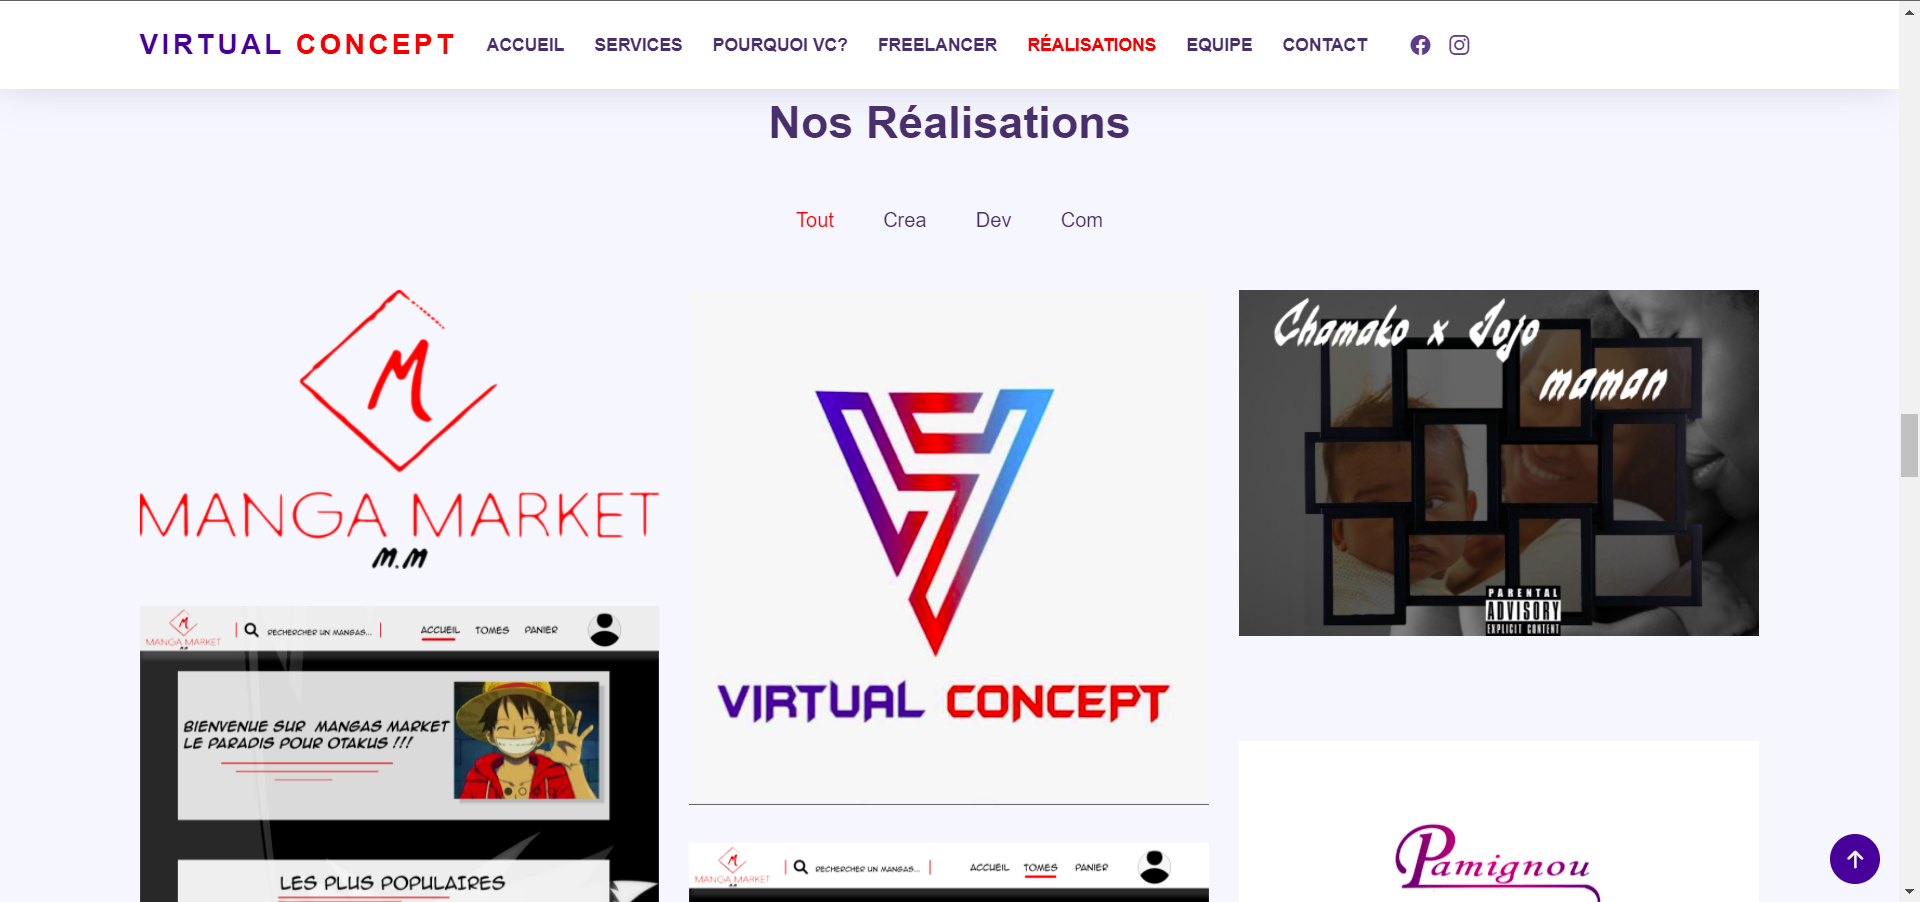 VIRTUAL CONCEPT ACCUEIL SERVICES POURQUOI VC? FREELANCER RÉALISATIONS EQUIPE CONTACT
Nos Réalisations
Tout Crea Dev Com
M
MANGA MARKET
M.M
VIRTUAL CONCEPT
Chamako x Jojo
maman
PARENTAL
ADVISORY
EXPLICIT CONTENT
M
MANGA MARKET
M.M
RECHERCHER UN MANGAS... ACCUEIL TOMES PANIER
BIENVENUE SUR MANGAS MARKET
LE PARADIS POUR OTAKUS !!!
LES PLUS POPULAIRES
M
MANGA MARKET
M.M
RECHERCHER UN MANGAS... ACCUEIL TOMES PANIER
Pamignou